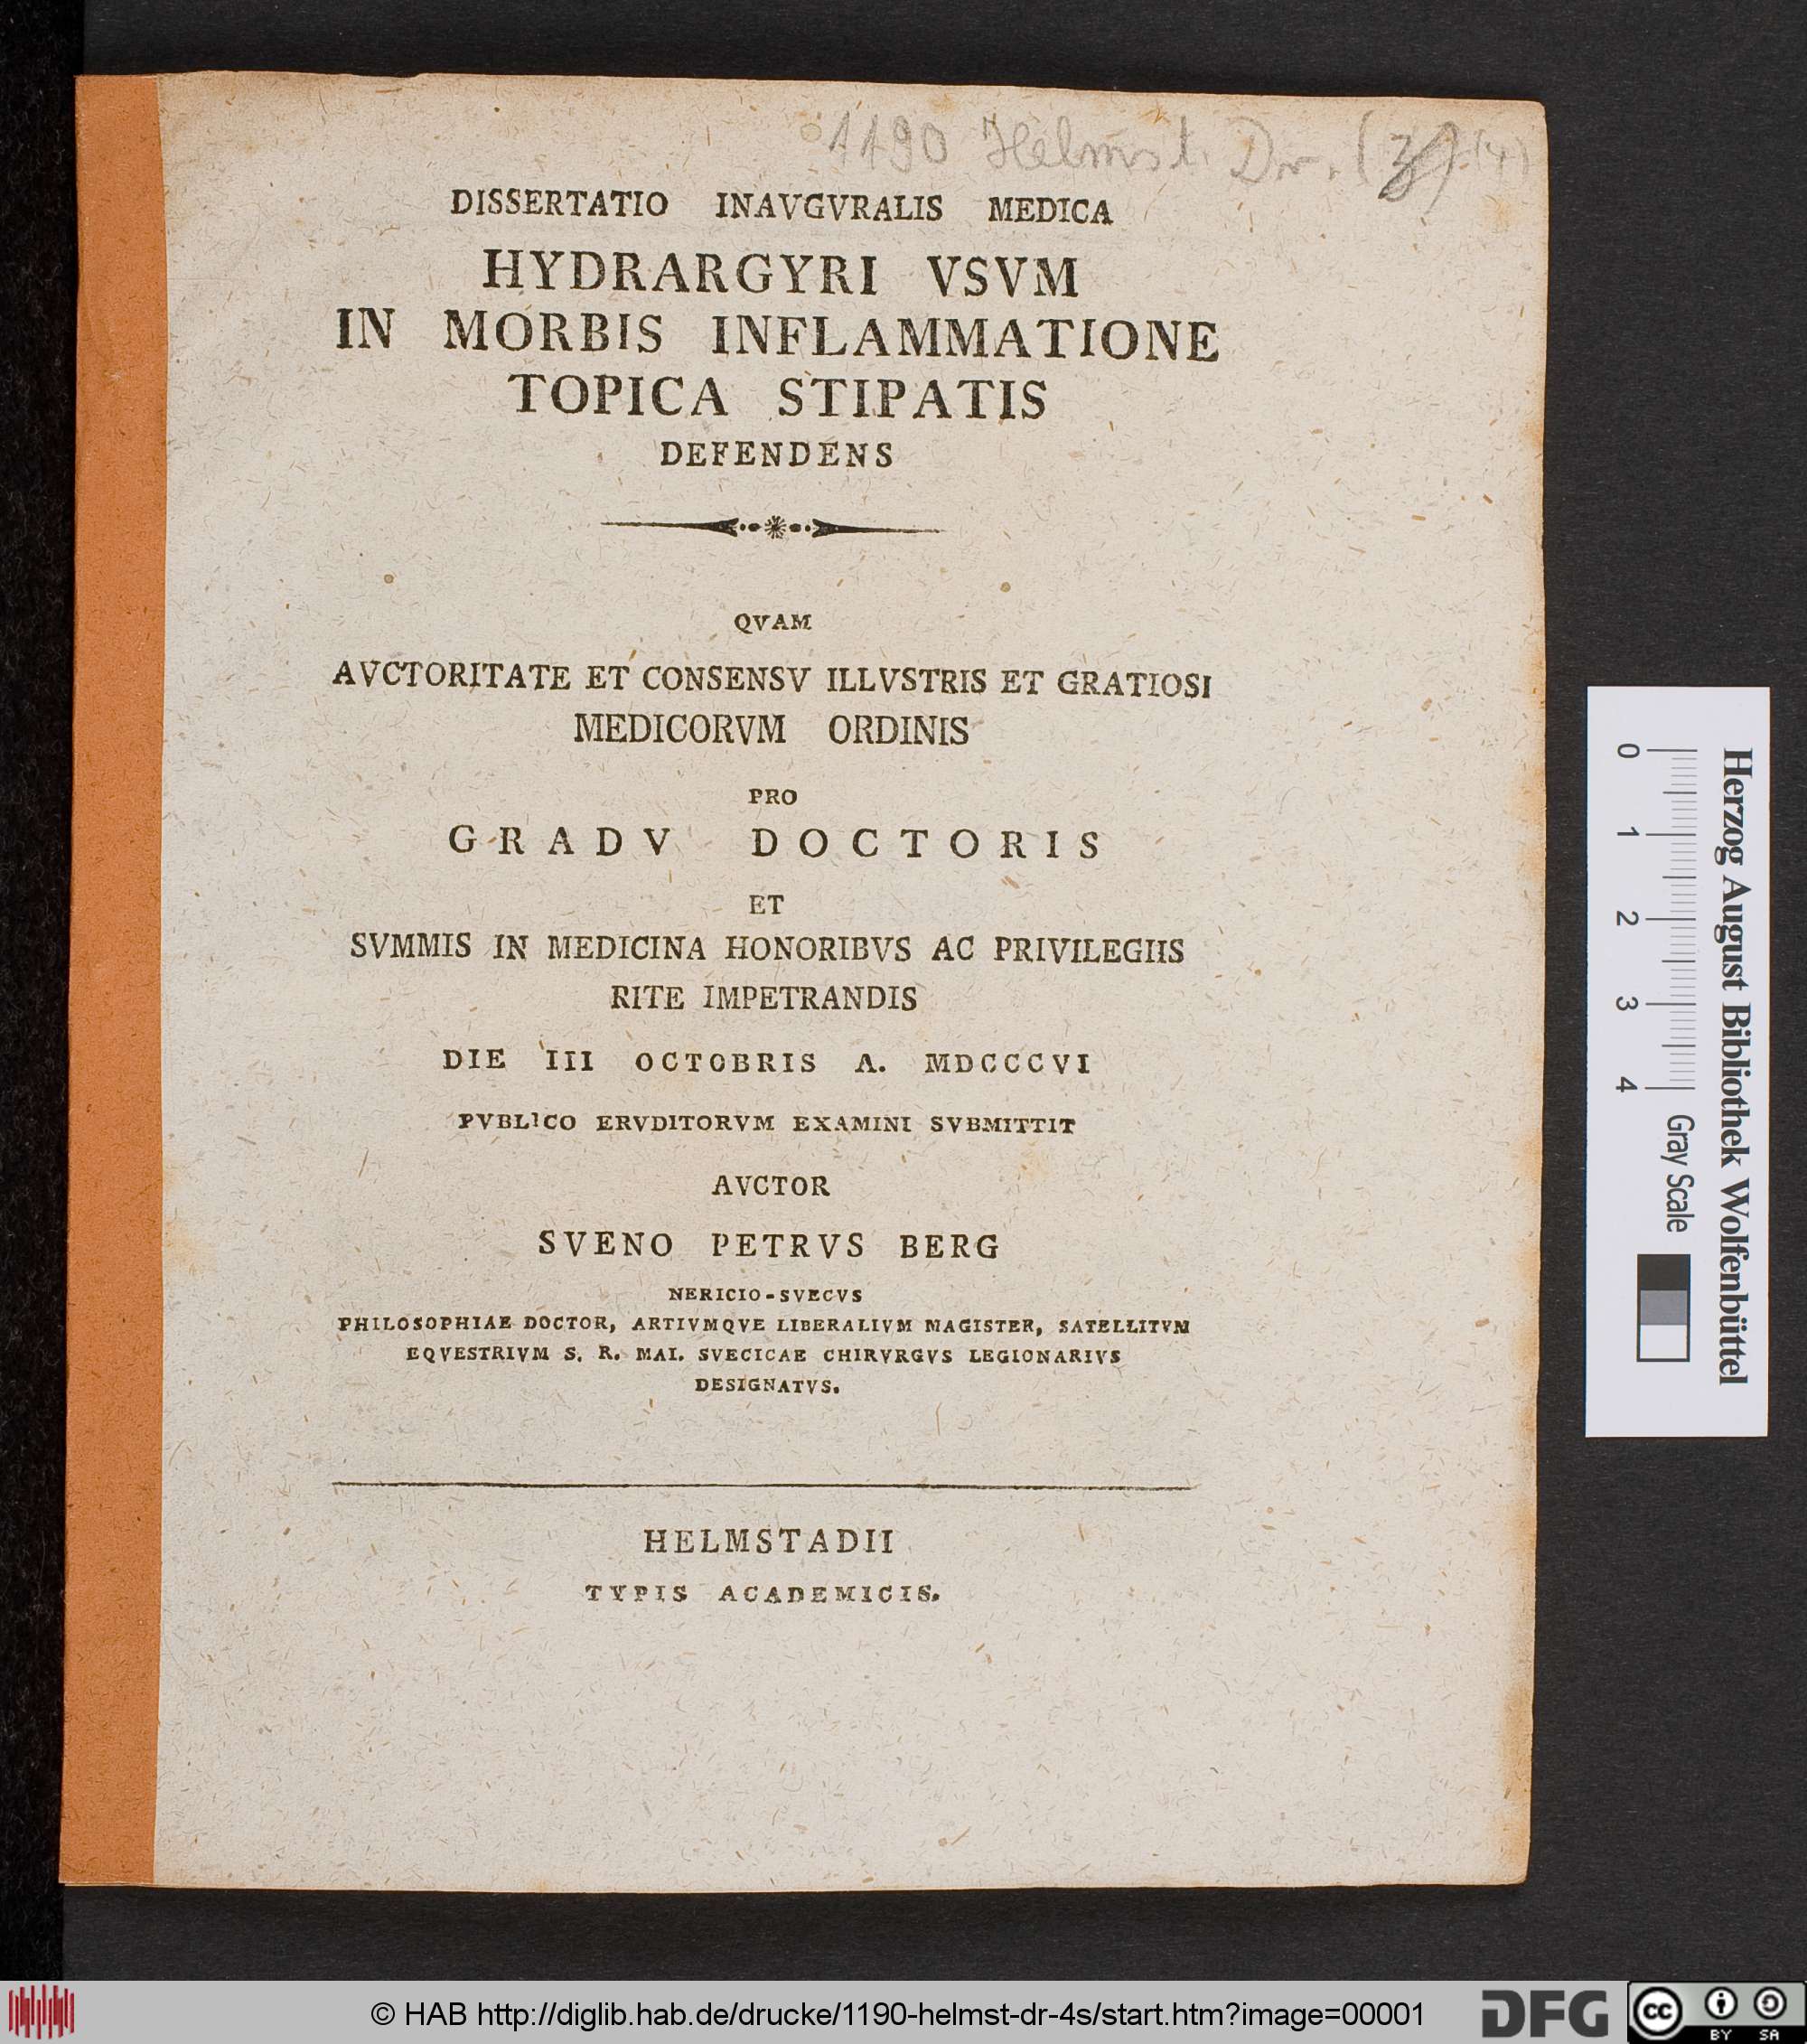 1190 Helmst. Dr. (3) (4)
DISSERTATIO INAVGVRALIS MEDICA
HYDRARGYRI VSVM
IN MORBIS INFLAMMATIONE
TOPICA STIPATIS
DEFENDENS
QVAM
AVCTORITATE ET CONSENSV ILLVSTRIS ET GRATIOSI
MEDICORVM ORDINIS
PRO
GRADV DOCTORIS
ET
SVMMIS IN MEDICINA HONORIBVS AC PRIVILEGIIS
RITE IMPETRANDIS
DIE III OCTOBRIS A. MDCCCVI
PVBLICO ERVDITORVM EXAMINI SVBMITTIT
AVCTOR
SVENO PETRVS BERG
NERICIO-SVECVS
PHILOSOPHIAE DOCTOR, ARTIVMQVE LIBERALIVM MAGISTER, SATELLITVM
EQVESTRIVM S. R. MAI. SVECICAE CHIRVRGVS LEGIONARIVS
DESIGNATVS.
HELMSTADII
TYPIS ACADEMICIS.
Herzog August Bibliothek Wolfenbüttel
0 1 2 3 4 Gray Scale
© HAB http://diglib.hab.de/drucke/1190-helmst-dr-4s/start.htm?image=00001
DFG
cc BY SA